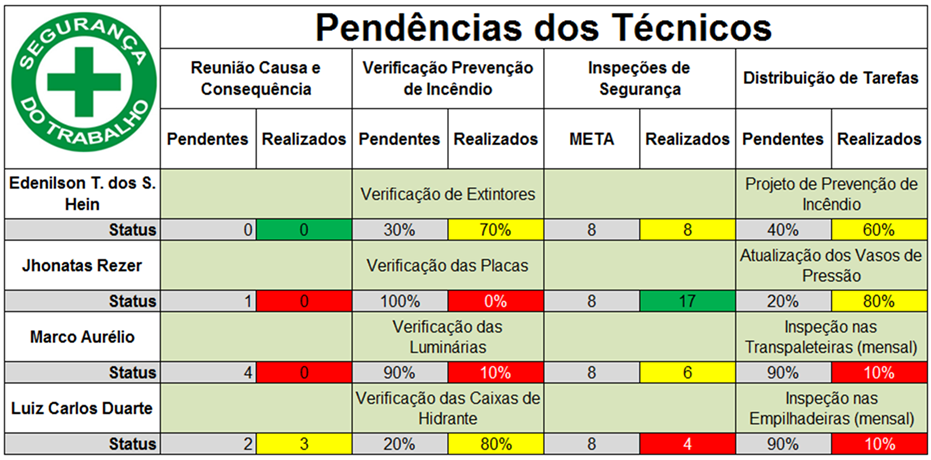 SEGURANÇA
DO TRABALHO
Pendências dos Técnicos
Reunião Causa e
Consequência
Verificação Prevenção
de Incêndio
Inspeções de
Segurança
Distribuição de Tarefas
Pendentes Realizados Pendentes Realizados META Realizados Pendentes Realizados
Edenilson T. dos S.
Hein
Verificação de Extintores
Projeto de Prevenção de
Incêndio
Status 0 0 30% 70% 8 8 40% 60%
Jhonatas Rezer
Verificação das Placas
Atualização dos Vasos de
Pressão
Status 1 0 100% 0% 8 17 20% 80%
Marco Aurélio
Verificação das
Luminárias
Inspeção nas
Transpaleteiras (mensal)
Status 4 0 90% 10% 8 6 90% 10%
Luiz Carlos Duarte
Verificação das Caixas de
Hidrante
Inspeção nas
Empilhadeiras (mensal)
Status 2 3 20% 80% 8 4 90% 10%